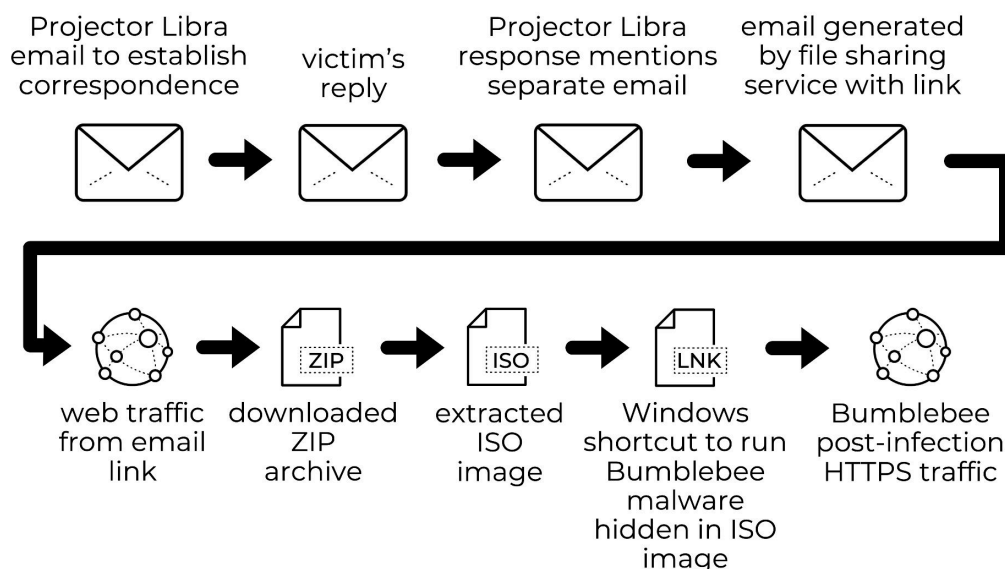 Projector Libra
email to establish
correspondence
victim's
reply
Projector Libra
response mentions
separate email
email generated
by file sharing
service with link
ZIP
ISO
LNK
web traffic
from email
link
downloaded
ZIP
archive
extracted
ISO
image
Windows
shortcut to run
Bumblebee
malware
hidden in ISO
image
Bumblebee
post-infection
HTTPS traffic